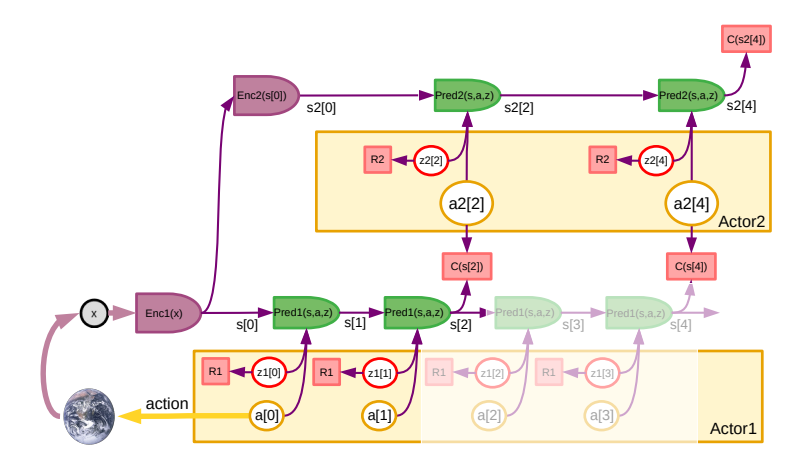 C(s2[4])
Enc2(s[0])
s2[0]
Pred2(s,a,z)
s2[2]
Pred2(s,a,z)
s2[4]
R2
z2[2]
R2
z2[4]
a2[2]
a2[4]
Actor2
C(s[2])
C(s[4])
x
Enc1(x)
s[0]
Pred1(s,a,z)
s[1]
Pred1(s,a,z)
s[2]
Pred1(s,a,z)
s[3]
Pred1(s,a,z)
s[4]
R1
z1[0]
R1
z1[1]
R1
z1[2]
R1
z1[3]
action
a[0]
a[1]
a[2]
a[3]
Actor1